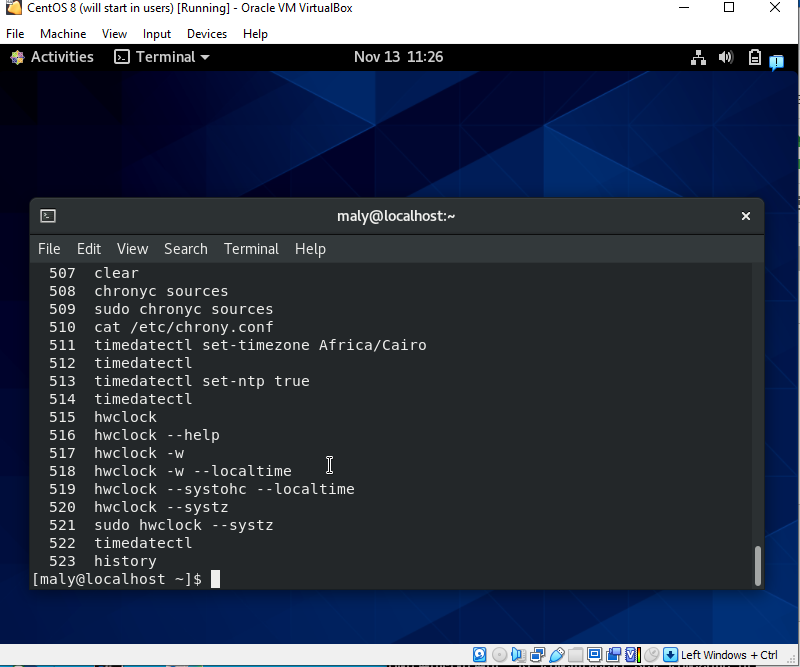 CentOS 8 (will start in users) [Running] - Oracle VM VirtualBox
File Machine View Input Devices Help
Activities Terminal Nov 13 11:26
maly@localhost:~
File Edit View Search Terminal Help
507 clear
508 chronyc sources
509 sudo chronyc sources
510 cat /etc/chrony.conf
511 timedatectl set-timezone Africa/Cairo
512 timedatectl
513 timedatectl set-ntp true
514 timedatectl
515 hwclock
516 hwclock --help
517 hwclock -w
518 hwclock -w --localtime
519 hwclock --systohc --localtime
520 hwclock --systz
521 sudo hwclock --systz
522 timedatectl
523 history
[maly@localhost ~]$
Left Windows + Ctrl